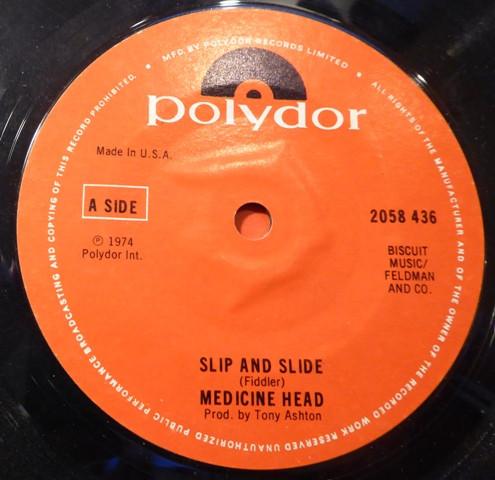 MFD. BY POLYDOR RECORDS LIMITED • ALL RIGHTS OF THE MANUFACTURER AND OF THE OWNER OF THE RECORDED WORK RESERVED UNAUTHORIZED PUBLIC PERFORMANCE BROADCASTING AND COPYING OF THIS RECORD PROHIBITED. •
polydor
Made In U.S.A.
A SIDE
2058 436
℗ 1974
Polydor Int.
BISCUIT
MUSIC/
FELDMAN
AND CO.
SLIP AND SLIDE
(Fiddler)
MEDICINE HEAD
Prod. by Tony Ashton